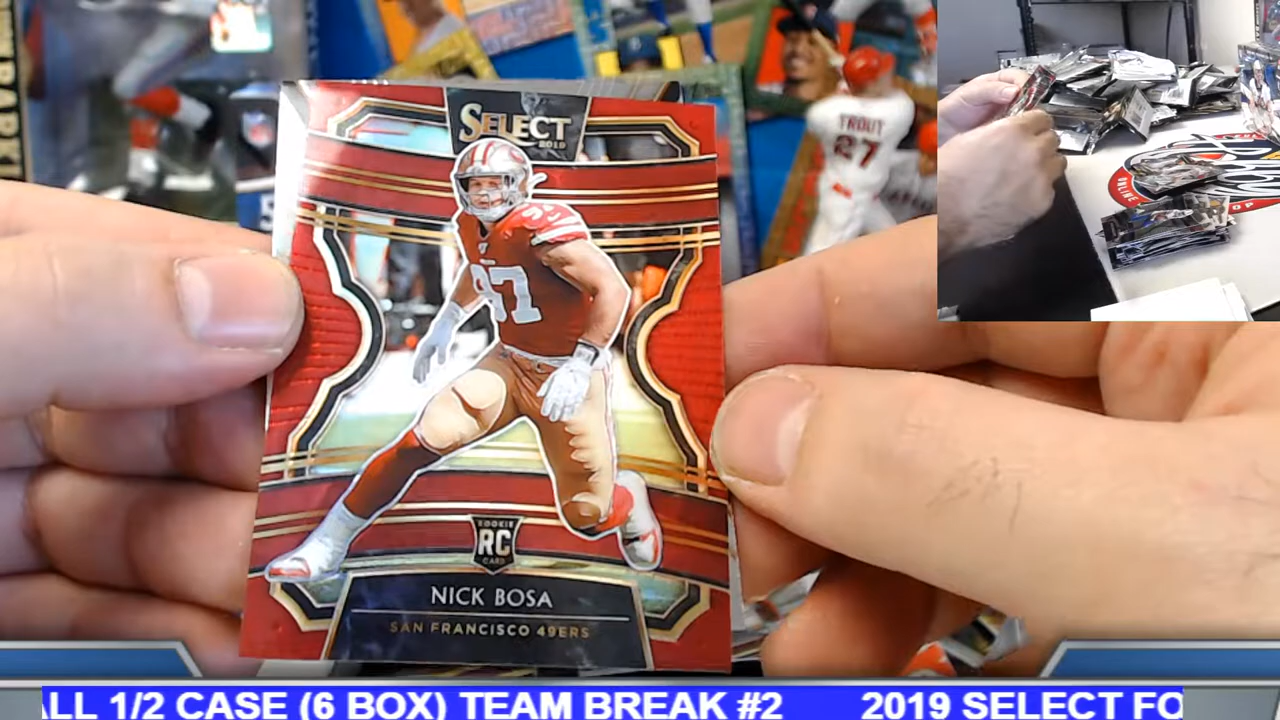 SELECT
2019
TROUT
27
97
97
ROOKIE
RC
CARD
NICK BOSA
SAN FRANCISCO 49ERS
ALL 1/2 CASE (6 BOX) TEAM BREAK #2 2019 SELECT FO